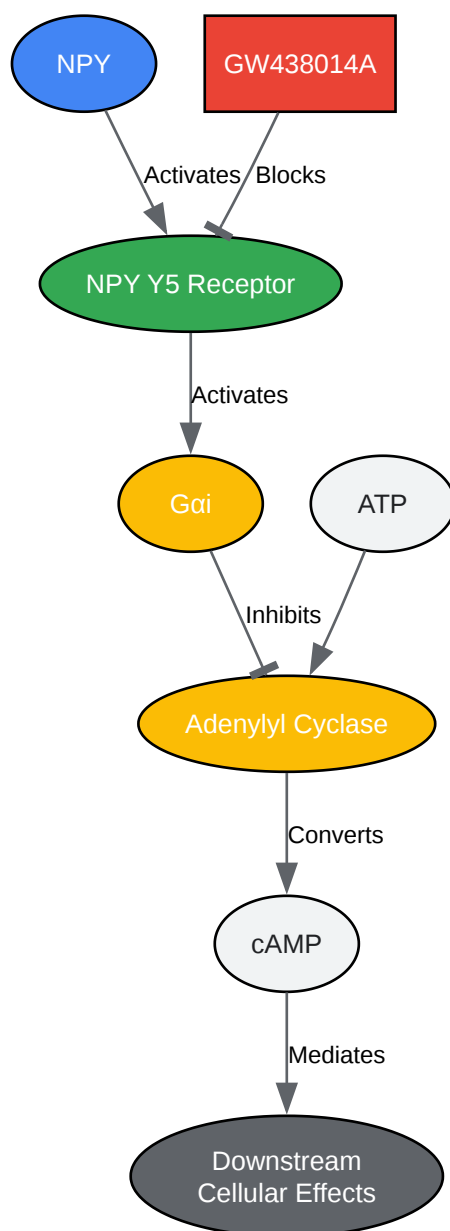 NPY
GW438014A
Activates
Blocks
NPY Y5 Receptor
Activates
Gαi
ATP
Inhibits
Adenylyl Cyclase
Converts
cAMP
Mediates
Downstream
Cellular Effects